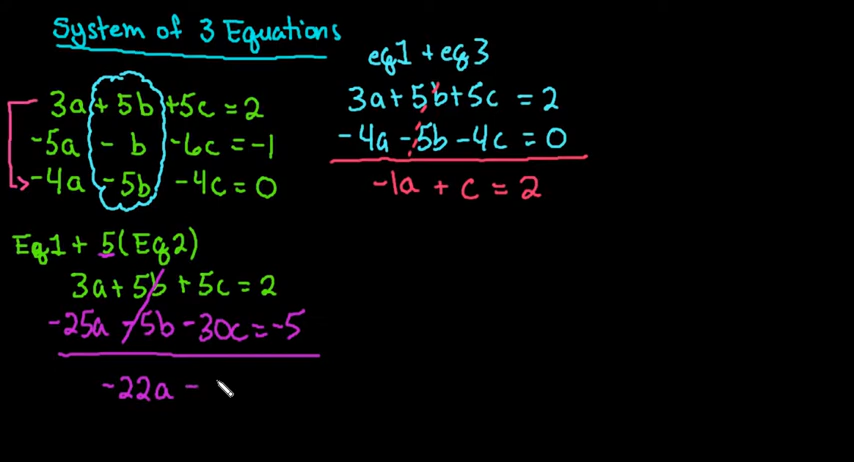 System of 3 Equations
3a + 5b + 5c = 2
-5a - b - 6c = -1
-4a - 5b - 4c = 0
eq1 + eq3
3a + 5b + 5c = 2
-4a - 5b - 4c = 0
-1a + c = 2
Eq1 + 5(Eq2)
3a + 5b + 5c = 2
-25a - 5b - 30c = -5
-22a -